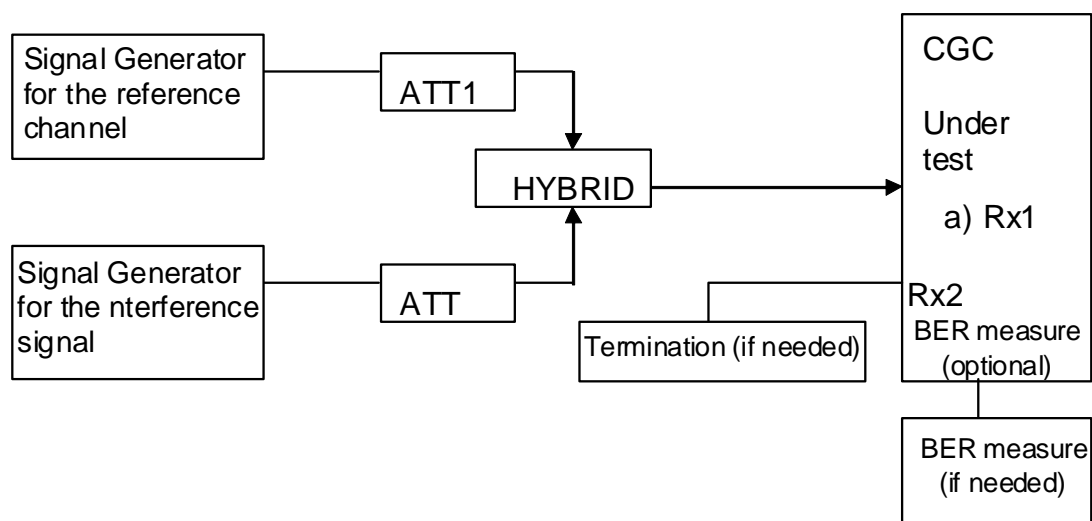 Signal Generator
for the reference
channel
ATT1
HYBRID
Signal Generator
for the nterference
signal
ATT
Termination (if needed)
CGC
Under
test
a) Rx1
Rx2
BER measure
(optional)
BER measure
(if needed)